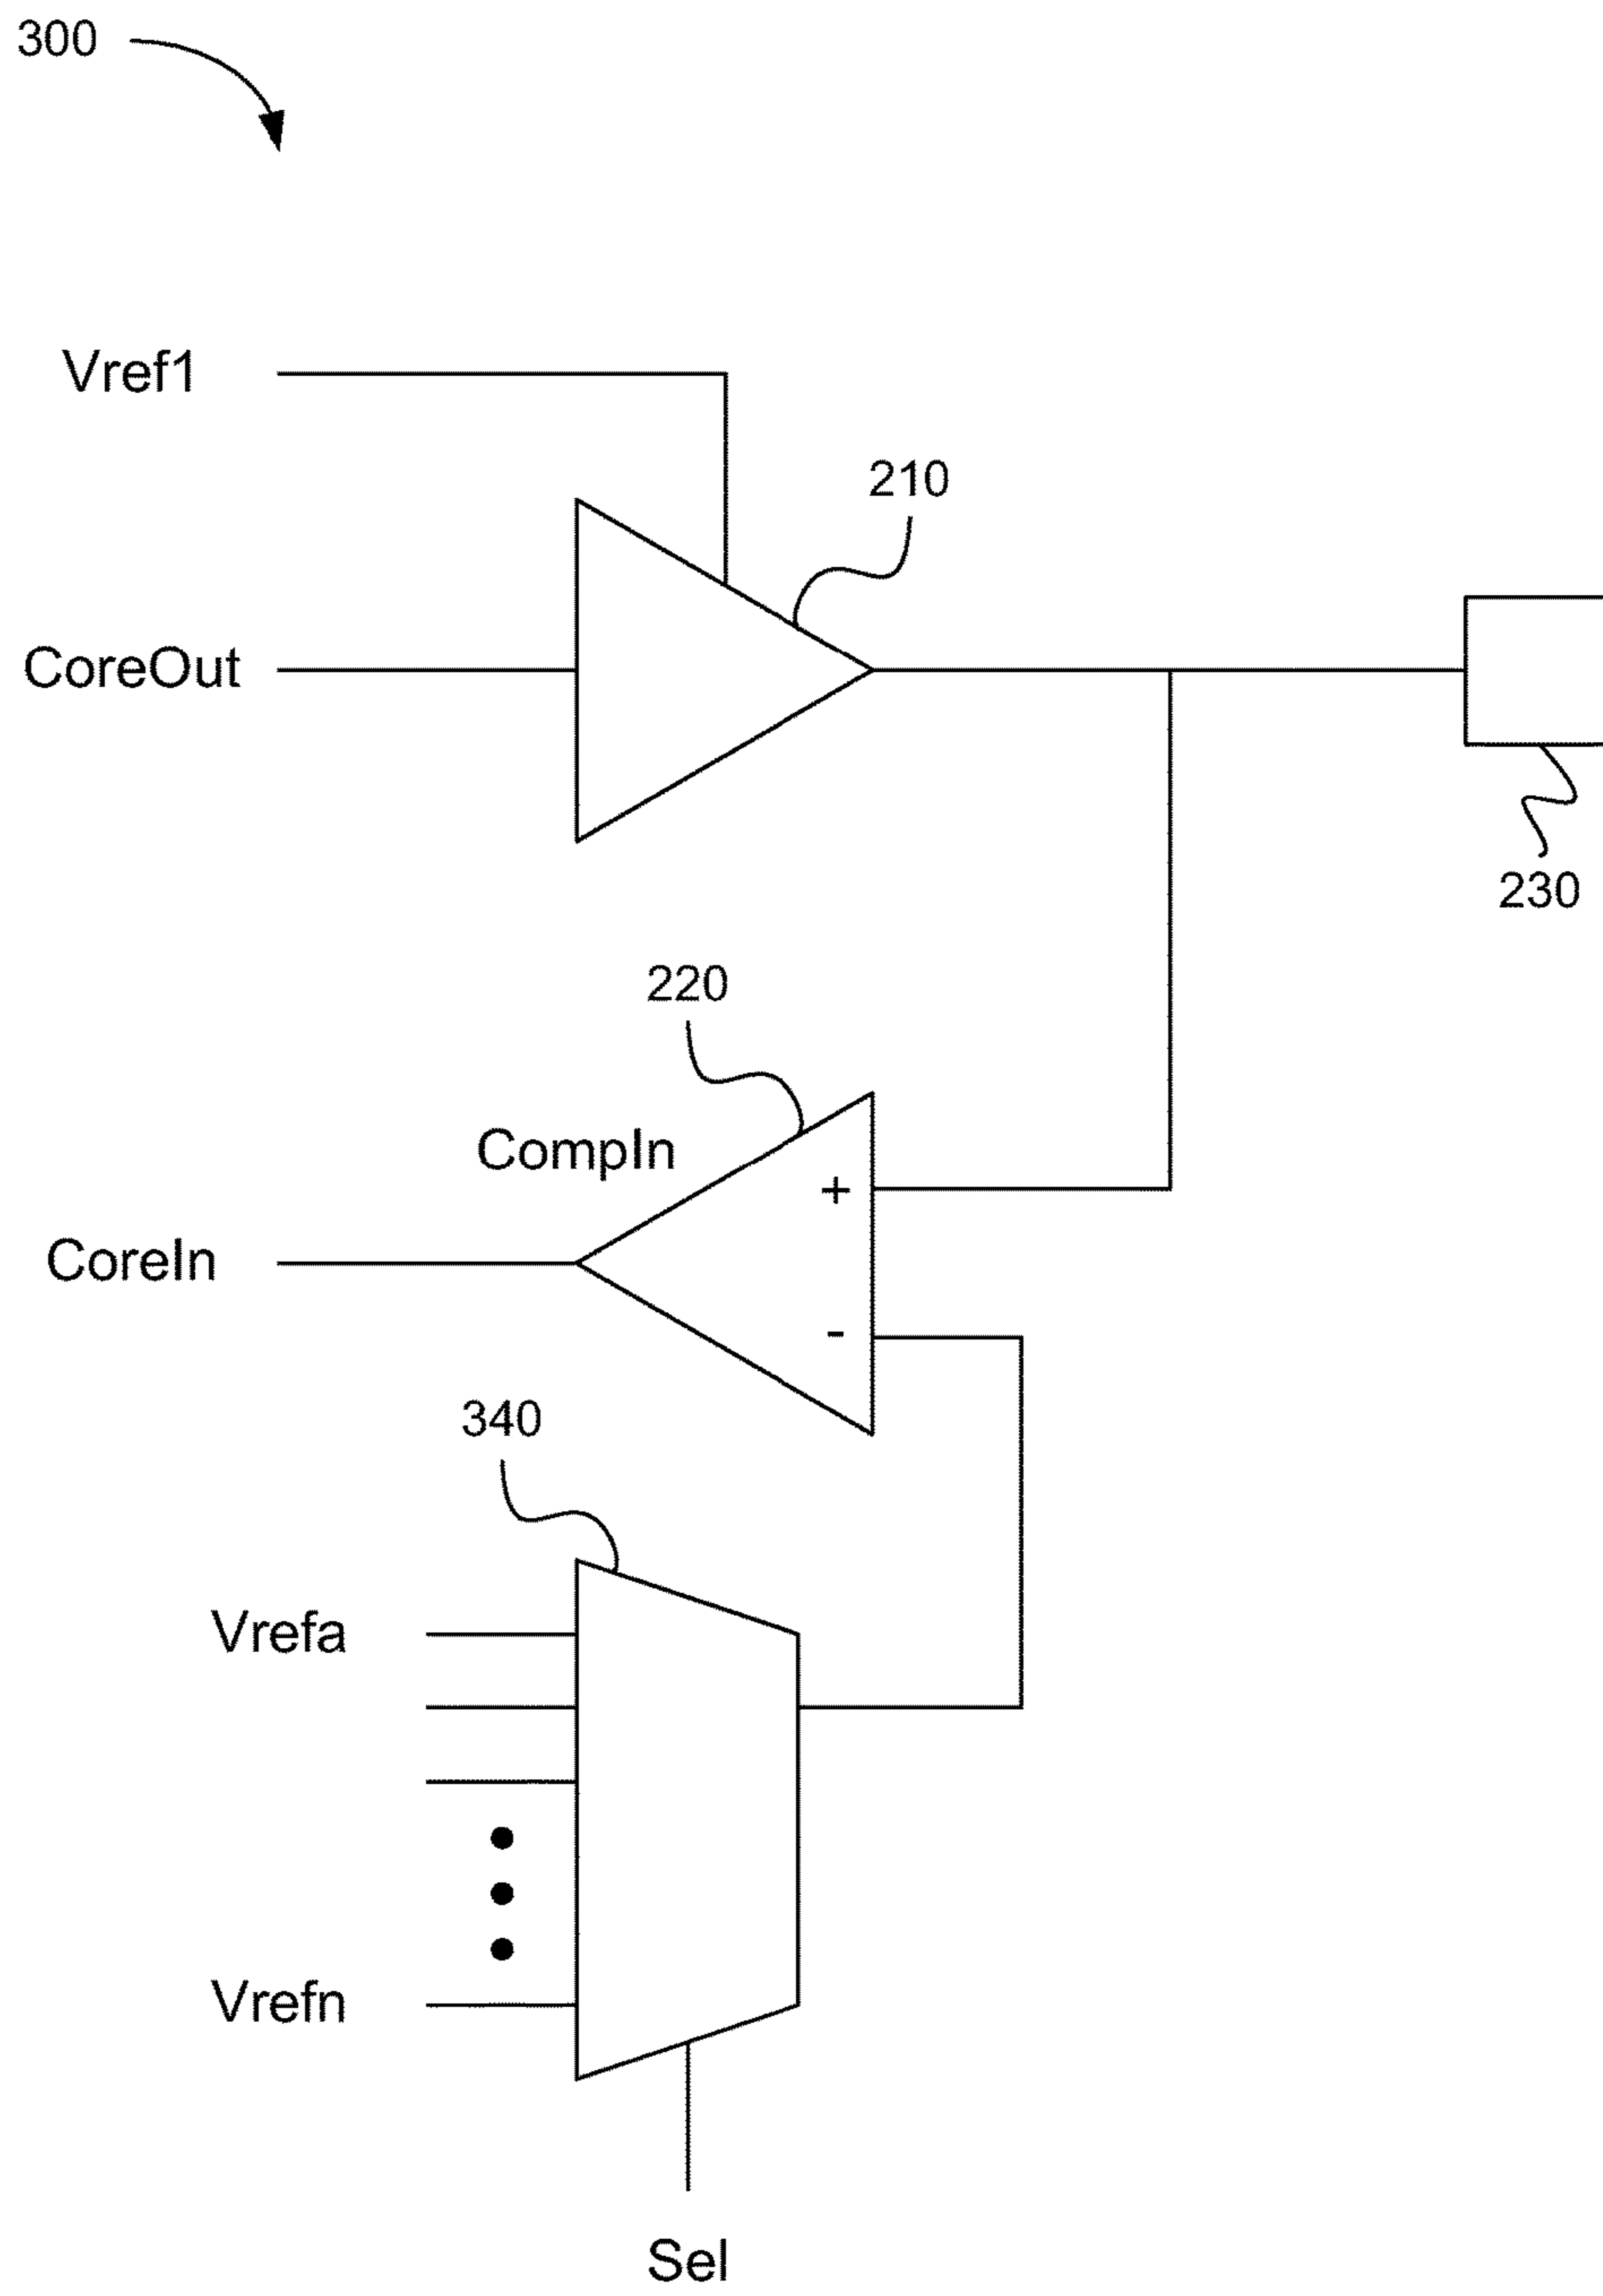 300
Vref1
210
CoreOut
230
220
CompIn
+
CoreIn
-
340
Vrefa
Vrefn
Sel